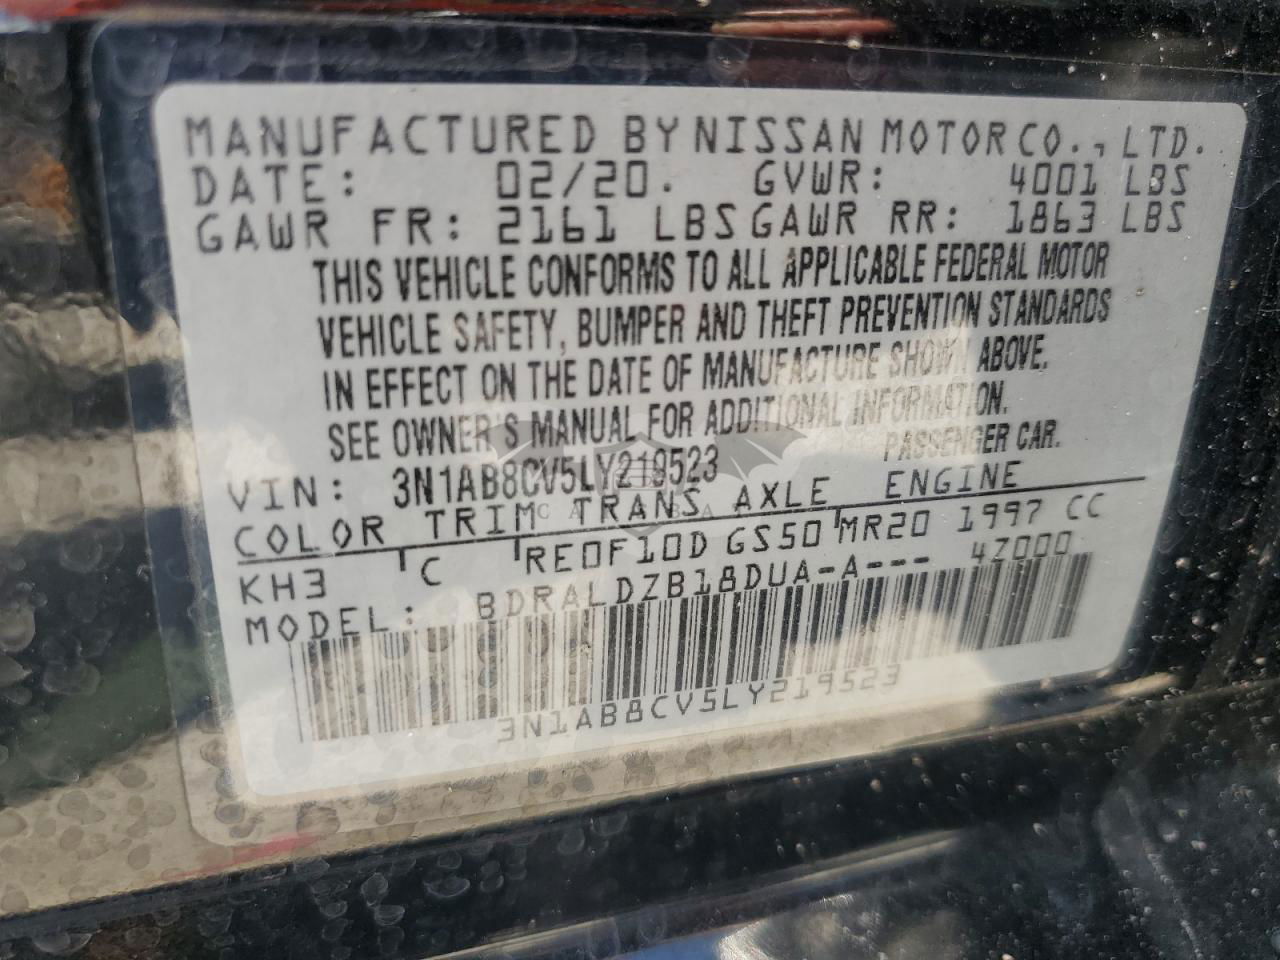 MANUFACTURED BY NISSAN MOTOR CO., LTD.
DATE: 02/20. GVWR: 4001 LBS
GAWR FR: 2161 LBS GAWR RR: 1863 LBS
THIS VEHICLE CONFORMS TO ALL APPLICABLE FEDERAL MOTOR
VEHICLE SAFETY, BUMPER AND THEFT PREVENTION STANDARDS
IN EFFECT ON THE DATE OF MANUFACTURE SHOWN ABOVE.
SEE OWNER'S MANUAL FOR ADDITIONAL INFORMATION.
VIN: 3N1AB8CV5LY219523 PASSENGER CAR.
COLOR TRIM TRANS AXLE ENGINE
KH3 C RE0F10D GS50 MR20 1997 CC
MODEL: BDRALDZB18DUA-A--- 4Z000
3N1AB8CV5LY219523